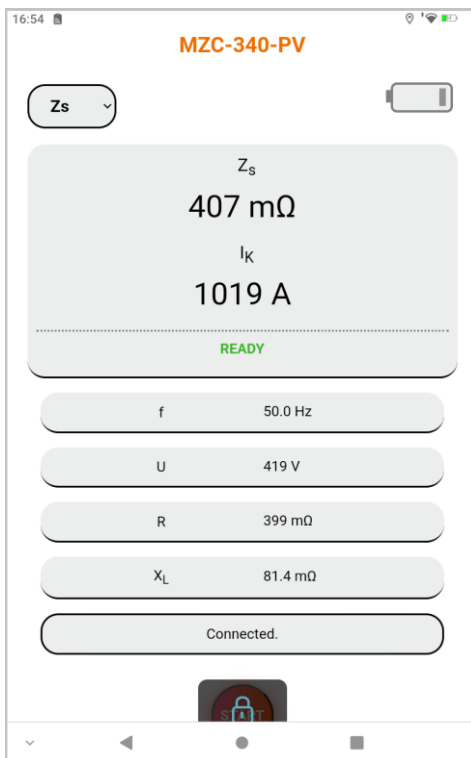 16:54
MZC-340-PV
Zs
Zs
407 mΩ
IK
1019 A
READY
f 50.0 Hz
U 419 V
R 399 mΩ
XL 81.4 mΩ
Connected.
START